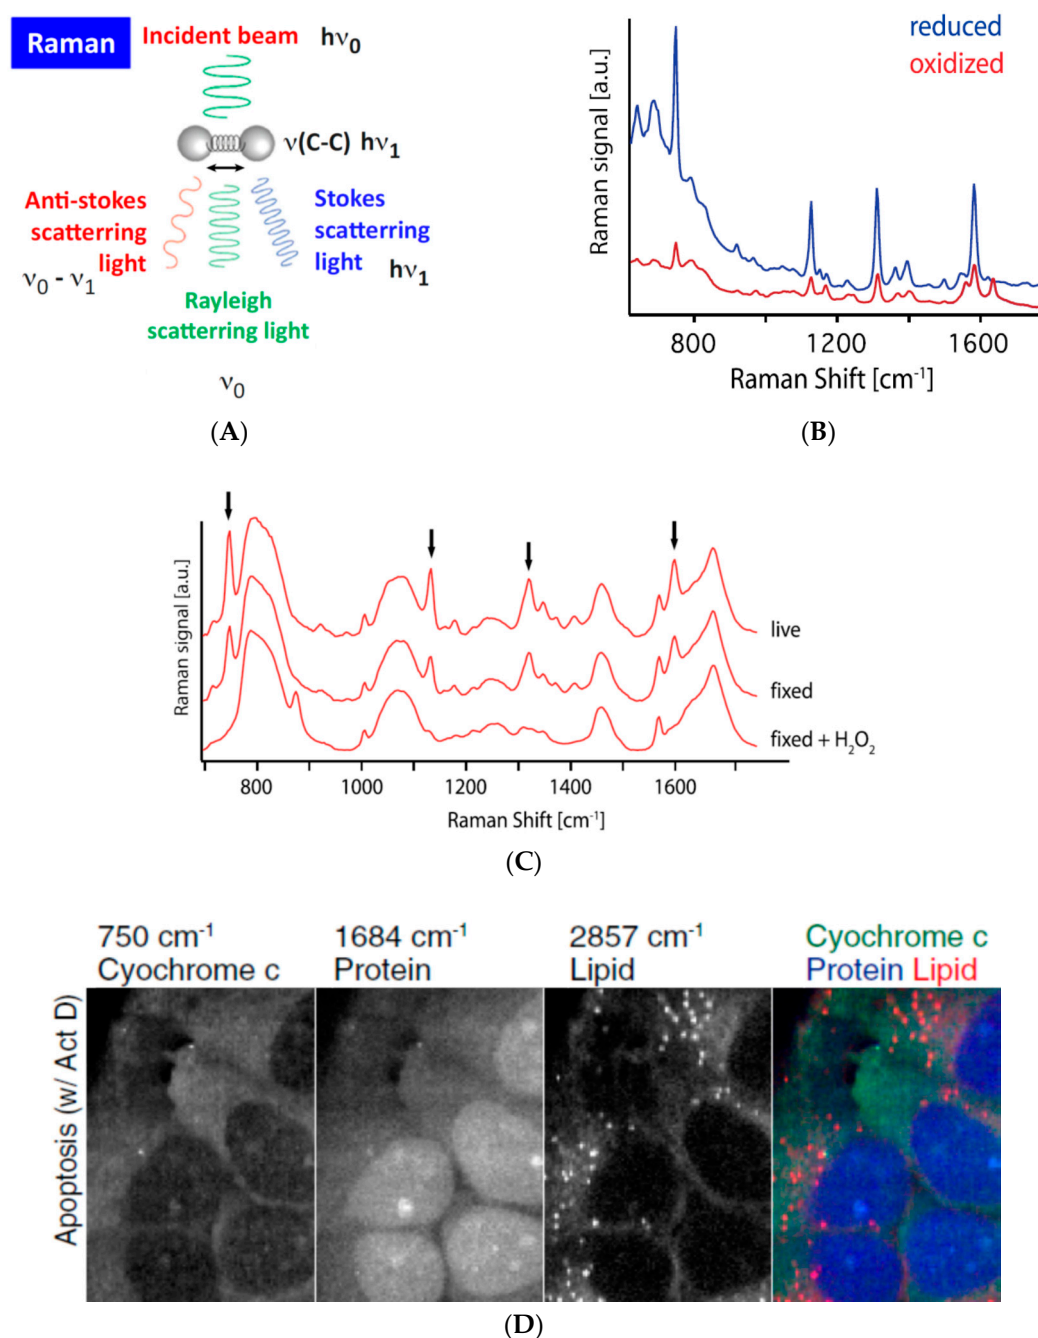 Raman
Incident beam hν₀
ν(C-C) hν₁
Anti-stokes
scatterring
light
ν₀ - ν₁
Stokes
scatterring
light
hν₁
Rayleigh
scatterring light
ν₀
(A)
reduced
oxidized
Raman signal [a.u.]
800 1200 1600
Raman Shift [cm⁻¹]
(B)
Raman signal [a.u.]
live
fixed
fixed + H₂O₂
800 1000 1200 1400 1600
Raman Shift [cm⁻¹]
(C)
750 cm⁻¹
Cyochrome c
1684 cm⁻¹
Protein
2857 cm⁻¹
Lipid
Cyochrome c
Protein Lipid
Apoptosis (w/ Act D)
(D)